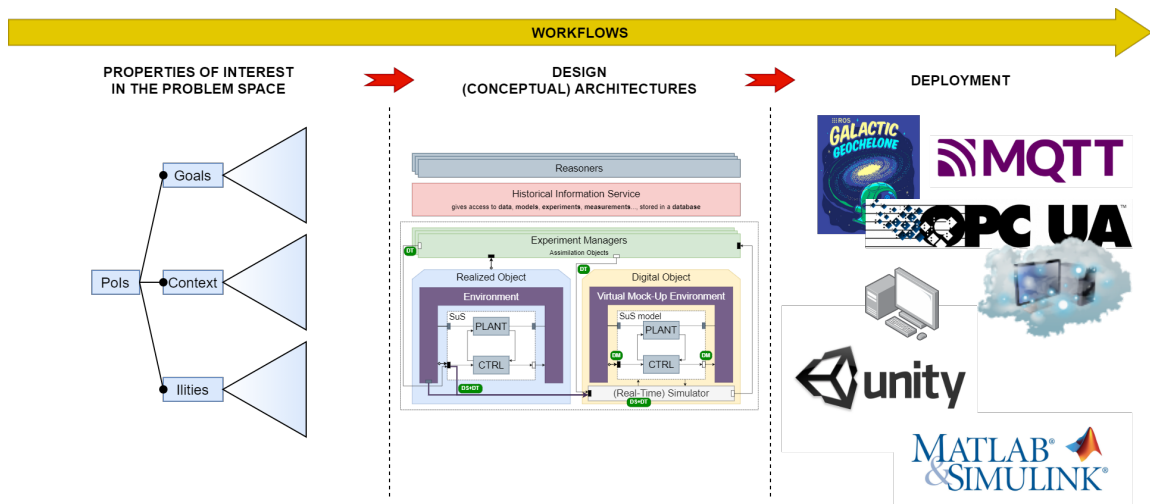 WORKFLOWS
PROPERTIES OF INTEREST
IN THE PROBLEM SPACE
DESIGN
(CONCEPTUAL) ARCHITECTURES
DEPLOYMENT
PoIs
Goals
Context
Ilities
Reasoners
Historical Information Service
gives access to data, models, experiments, measurements..., stored in a database
Experiment Managers
Assimilation Objects
DT
DT
Realized Object
Digital Object
Environment
Virtual Mock-Up Environment
SuS
PLANT
CTRL
SuS model
PLANT
CTRL
DM
DM
DS+DT
(Real-Time) Simulator
DS+DT
ROS
GALACTIC
GEOCHELONE
MQTT
OPC UA™
unity
MATLAB®
&SIMULINK®